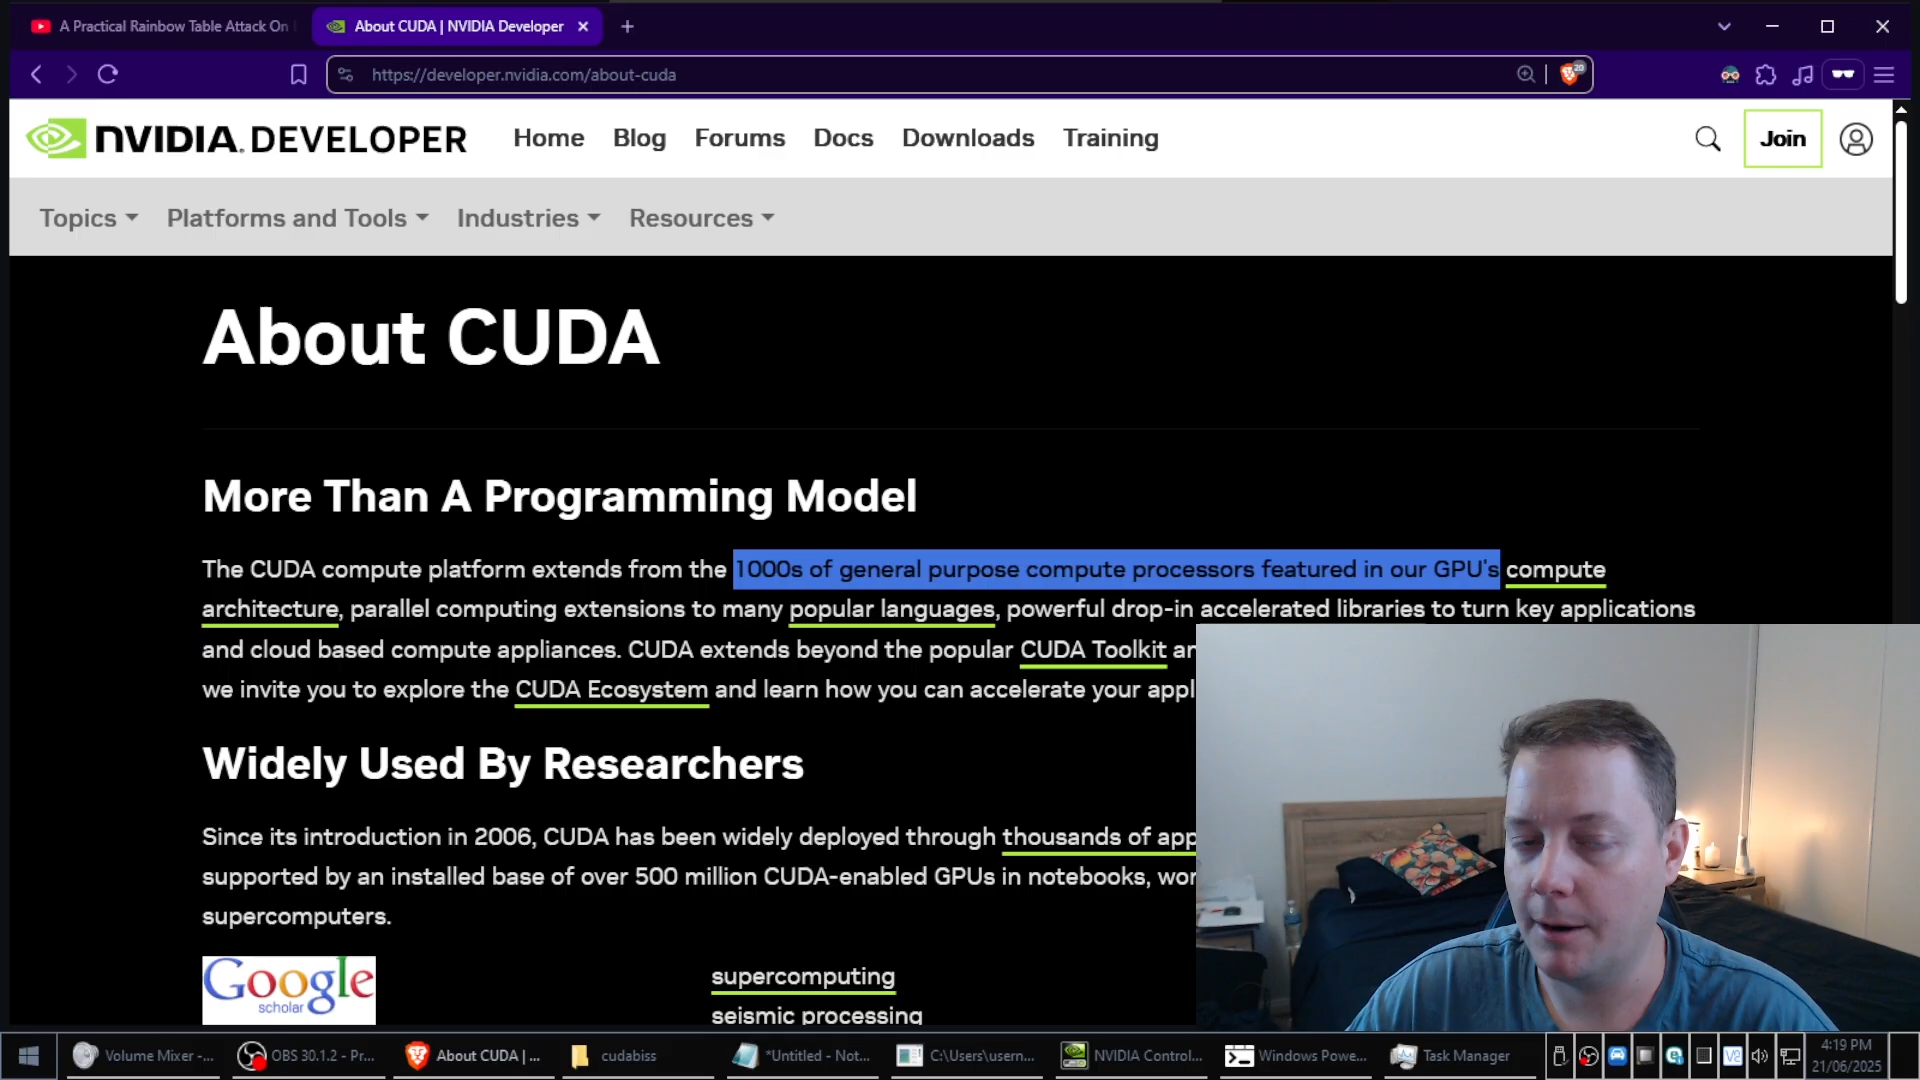 A Practical Rainbow Table Attack On
About CUDA | NVIDIA Developer
https://developer.nvidia.com/about-cuda
20
NVIDIA. DEVELOPER
Home Blog Forums Docs Downloads Training
Join
Topics Platforms and Tools Industries Resources
About CUDA
More Than A Programming Model
The CUDA compute platform extends from the 1000s of general purpose compute processors featured in our GPU's compute
architecture, parallel computing extensions to many popular languages, powerful drop-in accelerated libraries to turn key applications
and cloud based compute appliances. CUDA extends beyond the popular CUDA Toolkit an
we invite you to explore the CUDA Ecosystem and learn how you can accelerate your appl
Widely Used By Researchers
Since its introduction in 2006, CUDA has been widely deployed through thousands of app
supported by an installed base of over 500 million CUDA-enabled GPUs in notebooks, wor
supercomputers.
Google
scholar
supercomputing
seismic processing
Volume Mixer -...
OBS 30.1.2 - Pr...
About CUDA | ...
cudabiss
*Untitled - Not...
C:\Users\usern...
NVIDIA Control...
Windows Powe...
Task Manager
4:19 PM
21/06/2025